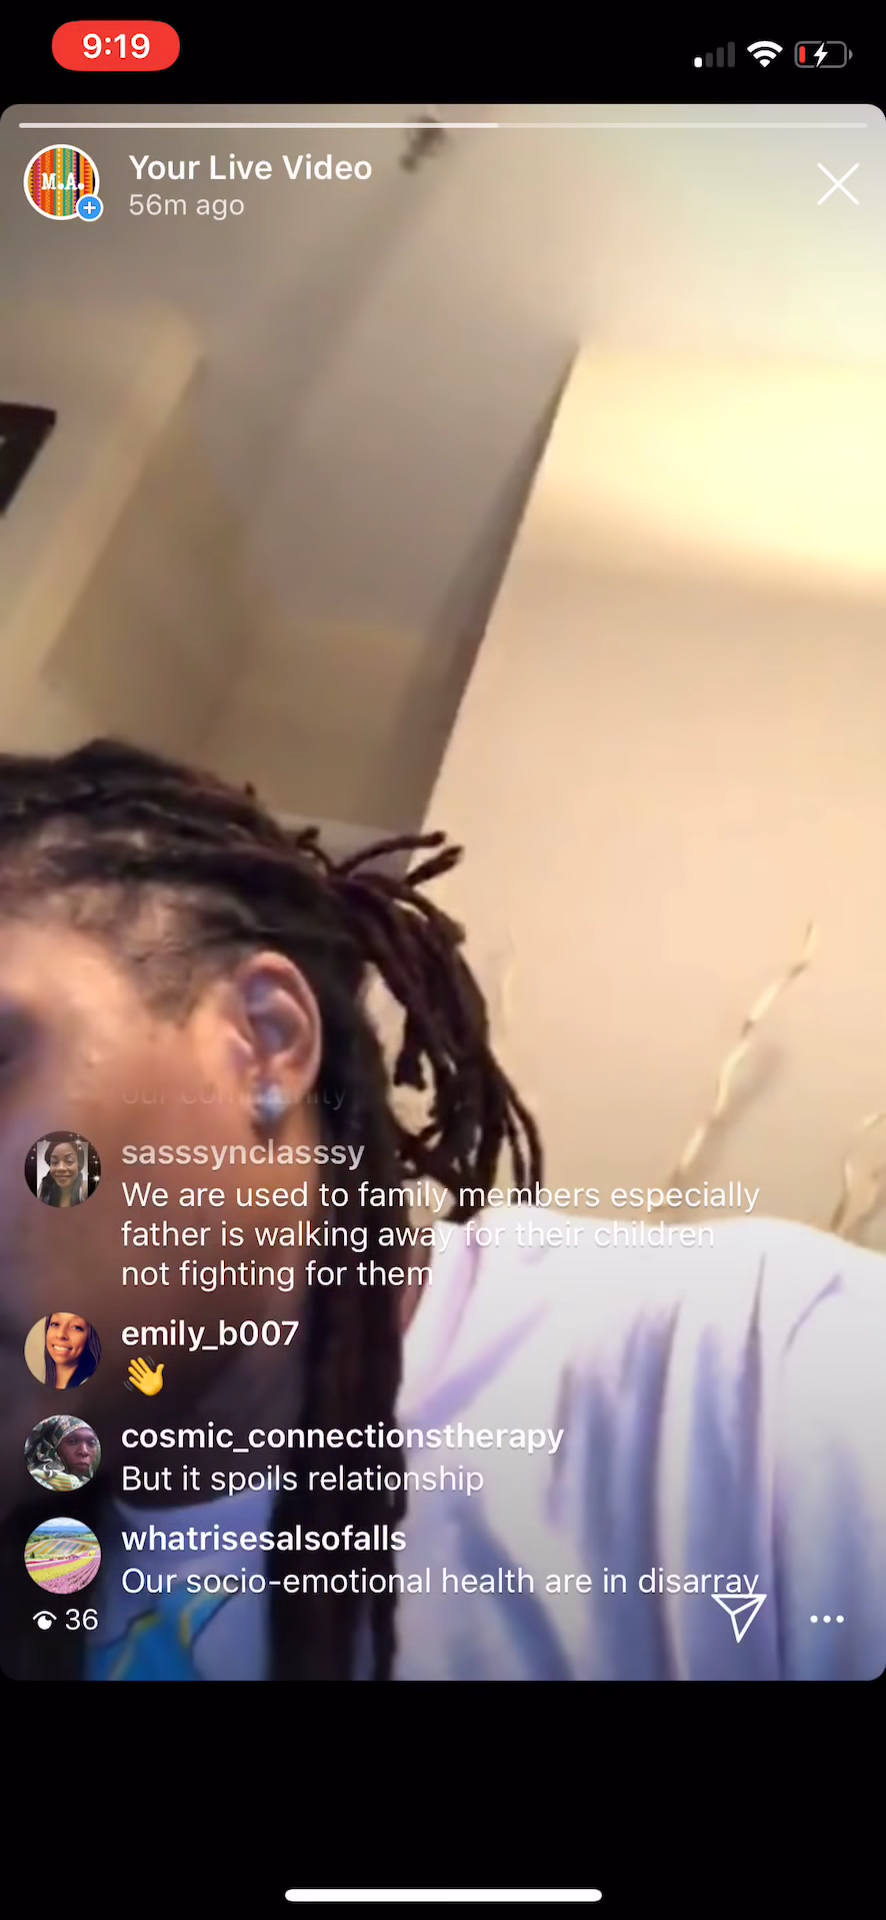 9:19
Your Live Video
M.A.
56m ago
our community
sasssynclasssy
We are used to family members especially
father is walking away for their children
not fighting for them
emily_b007
👋
cosmic_connectionstherapy
But it spoils relationship
whatrisesalsofalls
Our socio-emotional health are in disarray
36